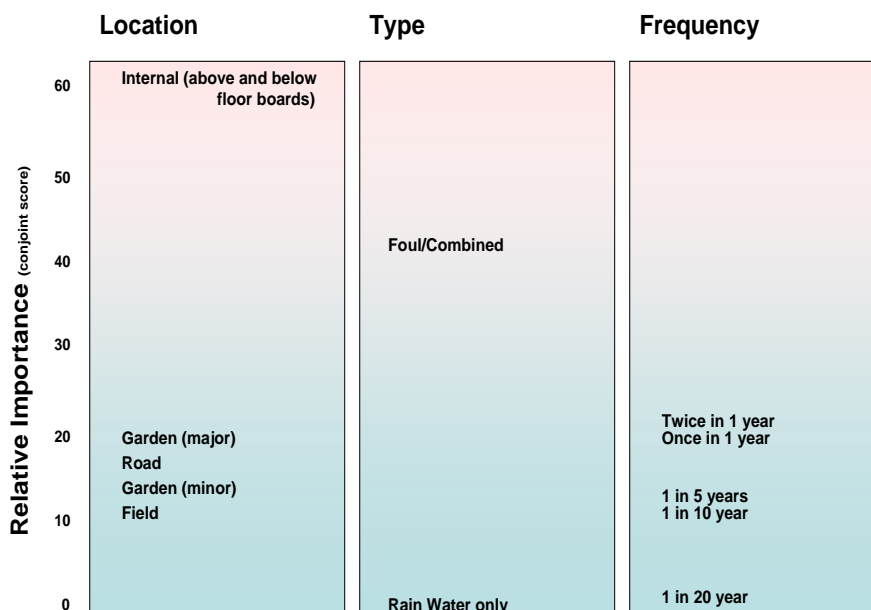 Location
Type
Frequency
Relative Importance (conjoint score)
60
50
40
30
20
10
0
Internal (above and below
floor boards)
Garden (major)
Road
Garden (minor)
Field
Foul/Combined
Rain Water only
Twice in 1 year
Once in 1 year
1 in 5 years
1 in 10 year
1 in 20 year